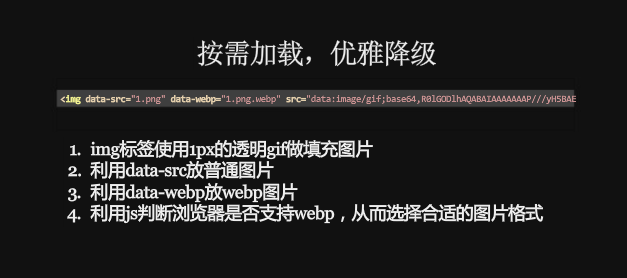 按需加载，优雅降级
<img data-src="1.png" data-webp="1.png.webp" src="data:image/gif;base64,R0lGODlhAQABAIAAAAAAAP///yH5BAE
1. img标签使用1px的透明gif做填充图片
2. 利用data-src放普通图片
3. 利用data-webp放webp图片
4. 利用js判断浏览器是否支持webp，从而选择合适的图片格式